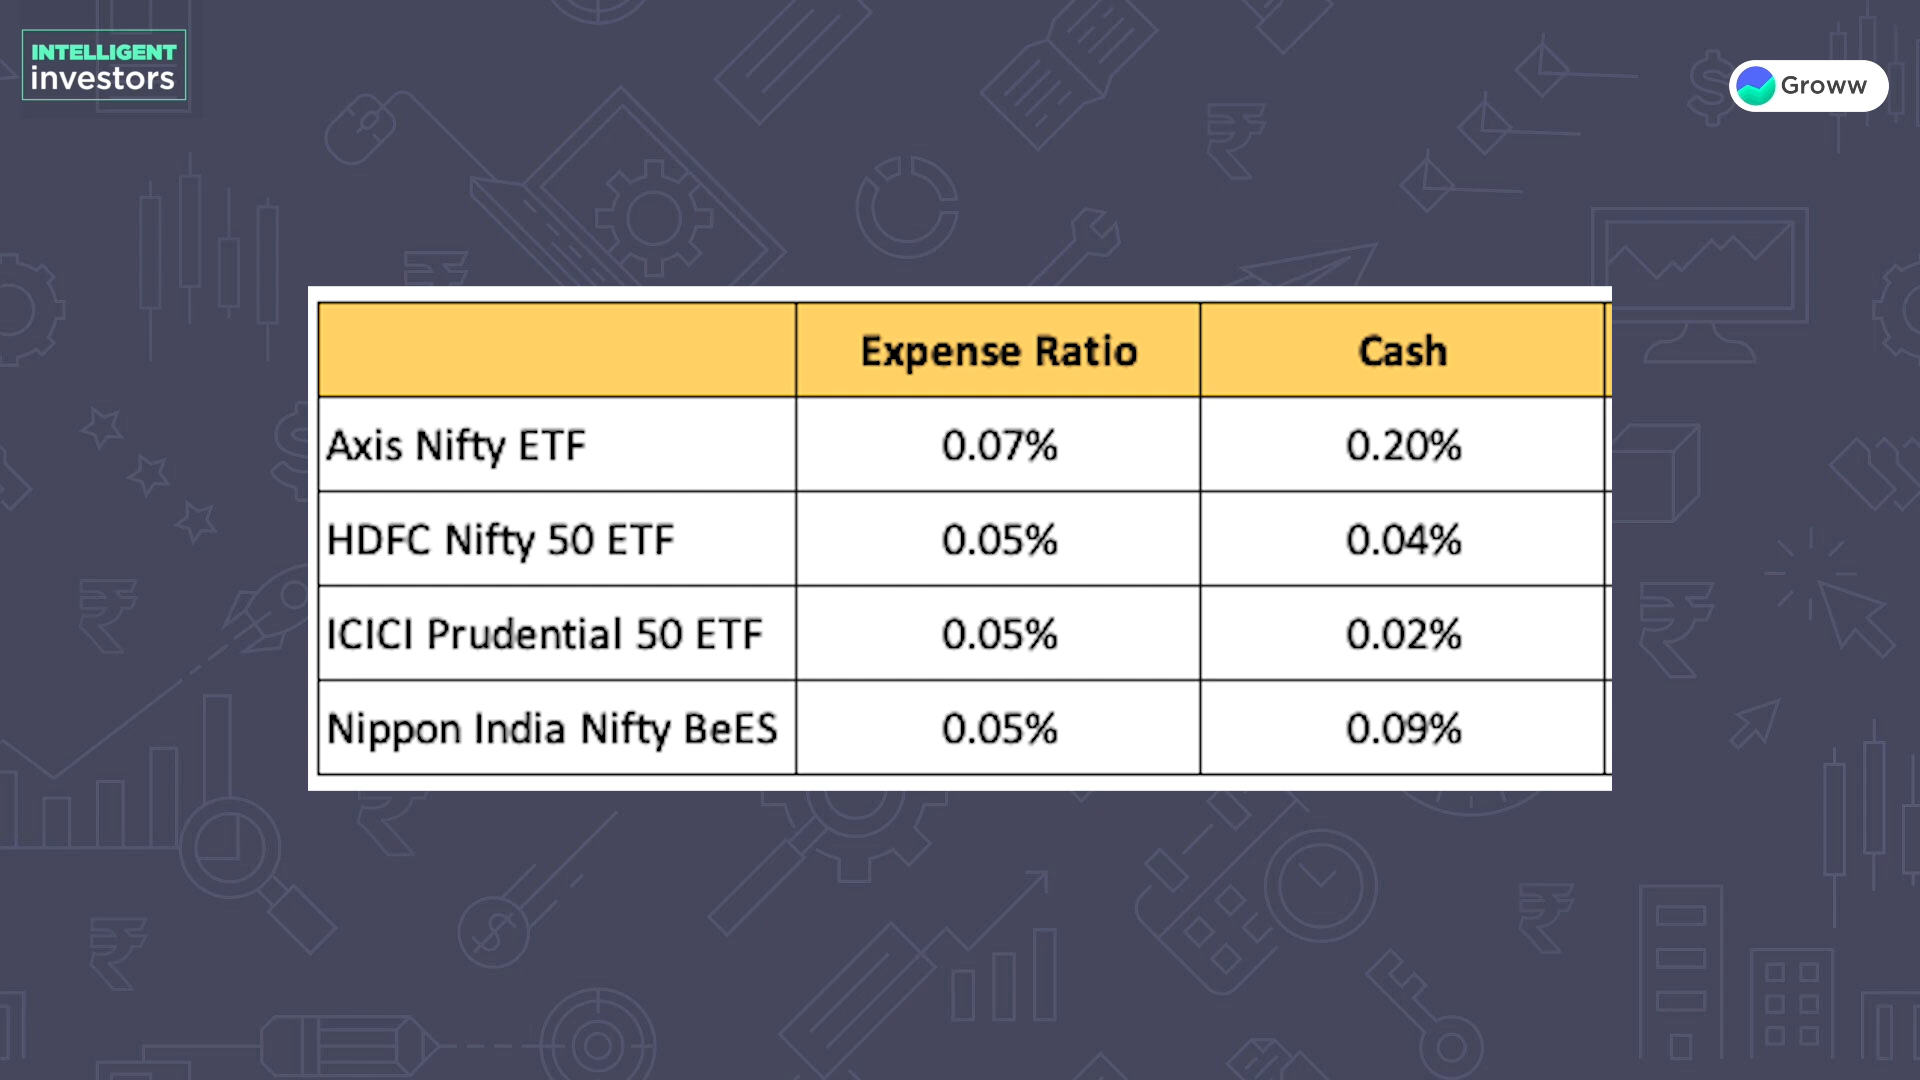 INTELLIGENT
investors
Groww
Expense Ratio Cash
Axis Nifty ETF 0.07% 0.20%
HDFC Nifty 50 ETF 0.05% 0.04%
ICICI Prudential 50 ETF 0.05% 0.02%
Nippon India Nifty BeES 0.05% 0.09%